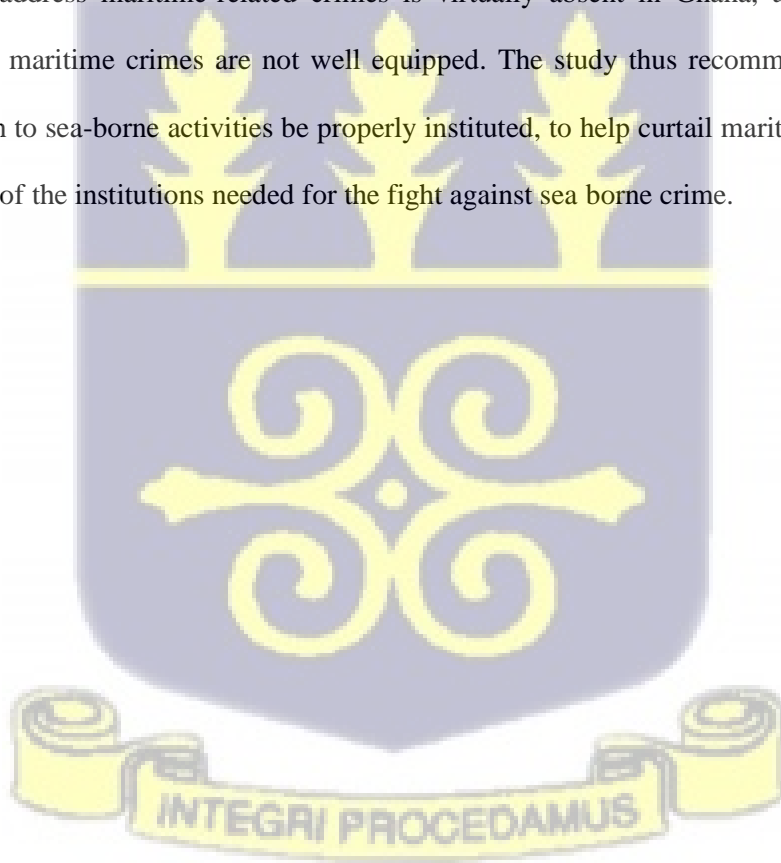 address maritime-related crimes is virtually absent in Ghana,
maritime crimes are not well equipped. The study thus
to sea-borne activities be properly instituted, to help curtail
of the institutions needed for the fight against sea borne crime.
INTEGRI PROCEDAMUS